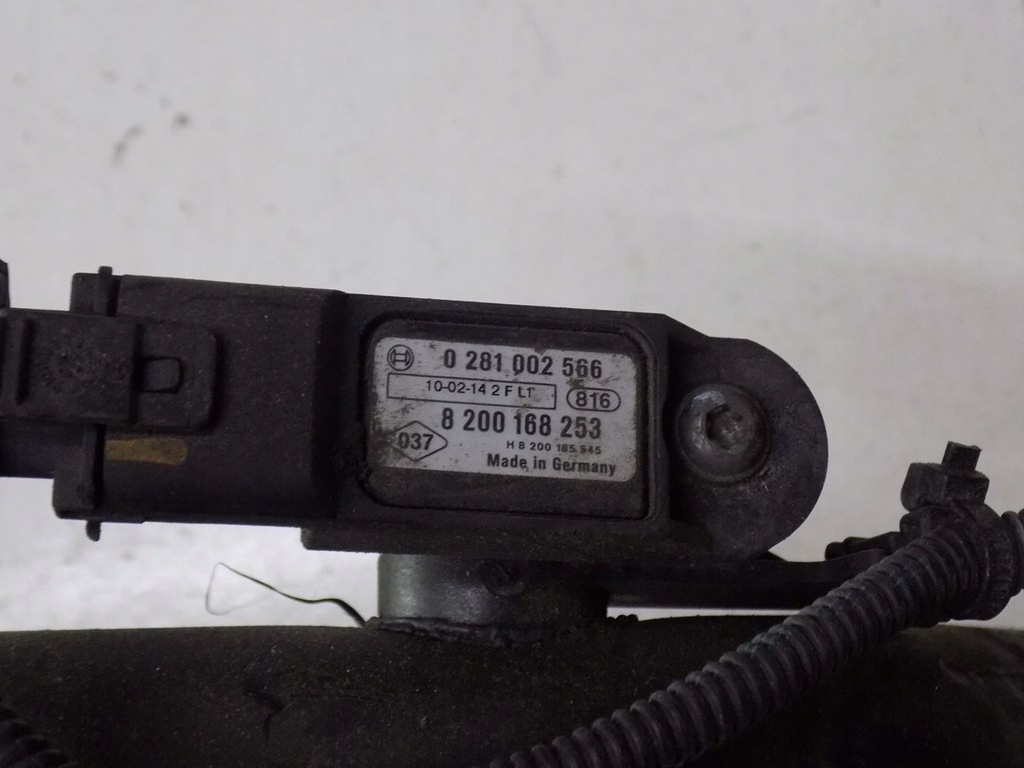 0 281 002 566
10-02-14 2 F L1
816
8 200 168 253
037
H 8 200 185 545
Made in Germany